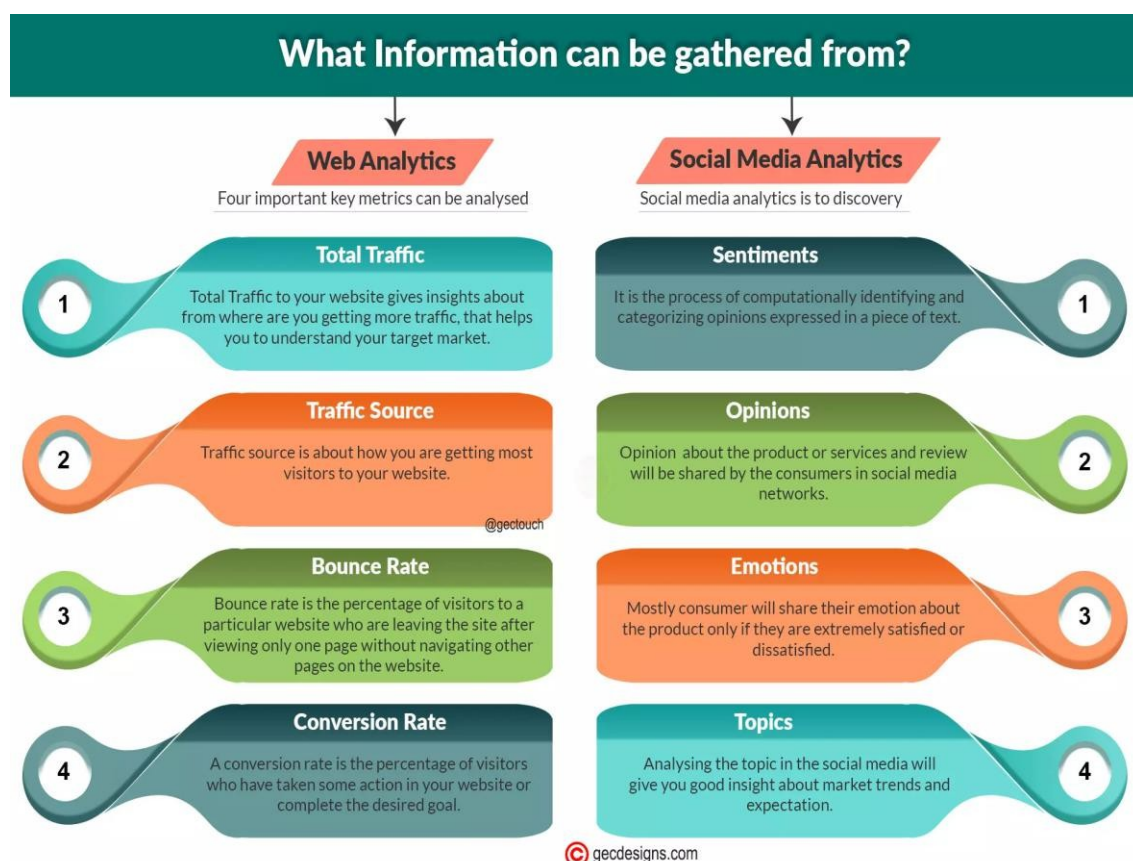 What Information can be gathered from?
Web Analytics
Four important key metrics can be analysed
1
Total Traffic
Total Traffic to your website gives insights about
from where are you getting more traffic, that helps
you to understand your target market.
2
Traffic Source
Traffic source is about how you are getting most
visitors to your website.
@gectouch
3
Bounce Rate
Bounce rate is the percentage of visitors to a
particular website who are leaving the site after
viewing only one page without navigating other
pages on the website.
4
Conversion Rate
A conversion rate is the percentage of visitors
who have taken some action in your website or
complete the desired goal.
Social Media Analytics
Social media analytics is to discovery
Sentiments
It is the process of computationally identifying and
categorizing opinions expressed in a piece of text.
1
Opinions
Opinion about the product or services and review
will be shared by the consumers in social media
networks.
2
Emotions
Mostly consumer will share their emotion about
the product only if they are extremely satisfied or
dissatisfied.
3
Topics
Analysing the topic in the social media will
give you good insight about market trends and
expectation.
4
© gecdesigns.com